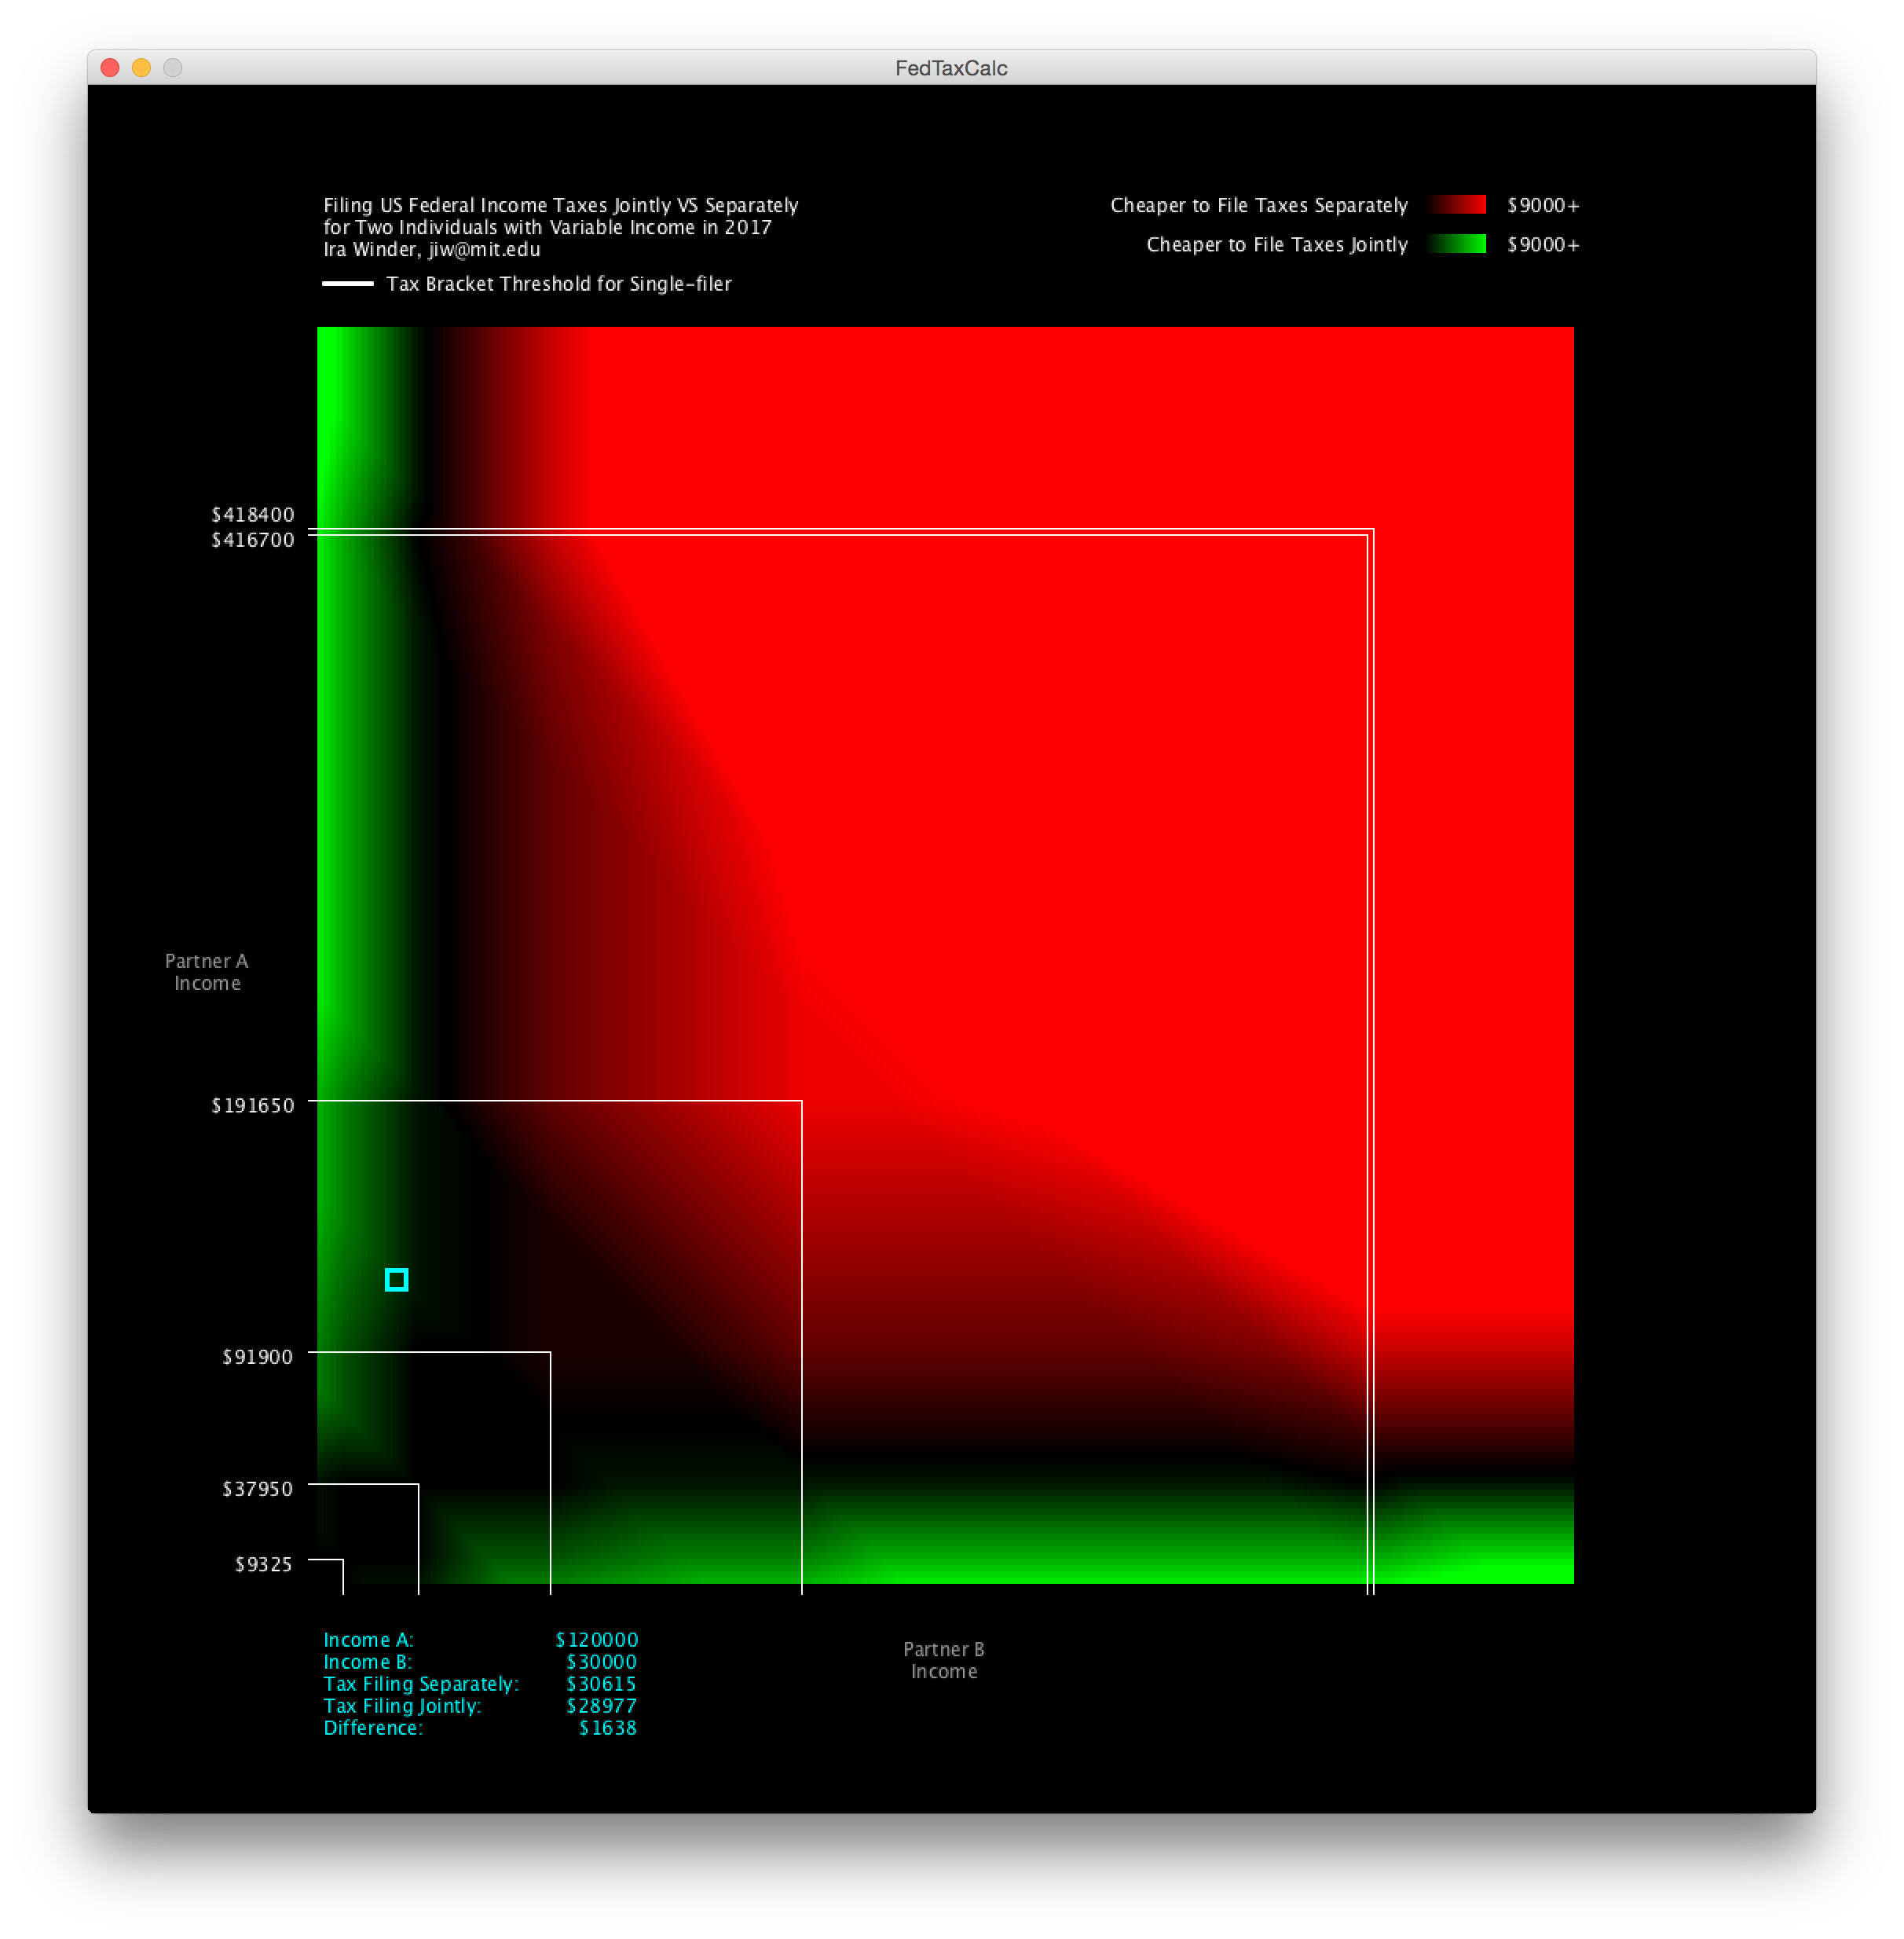 FedTaxCalc
Filing US Federal Income Taxes Jointly VS Separately
for Two Individuals with Variable Income in 2017
Ira Winder, jiw@mit.edu
Tax Bracket Threshold for Single-filer
Cheaper to File Taxes Separately $9000+
Cheaper to File Taxes Jointly $9000+
$418400
$416700
Partner A
Income
$191650
$91900
$37950
$9325
Income A: $120000
Income B: $30000
Tax Filing Separately: $30615
Tax Filing Jointly: $28977
Difference: $1638
Partner B
Income